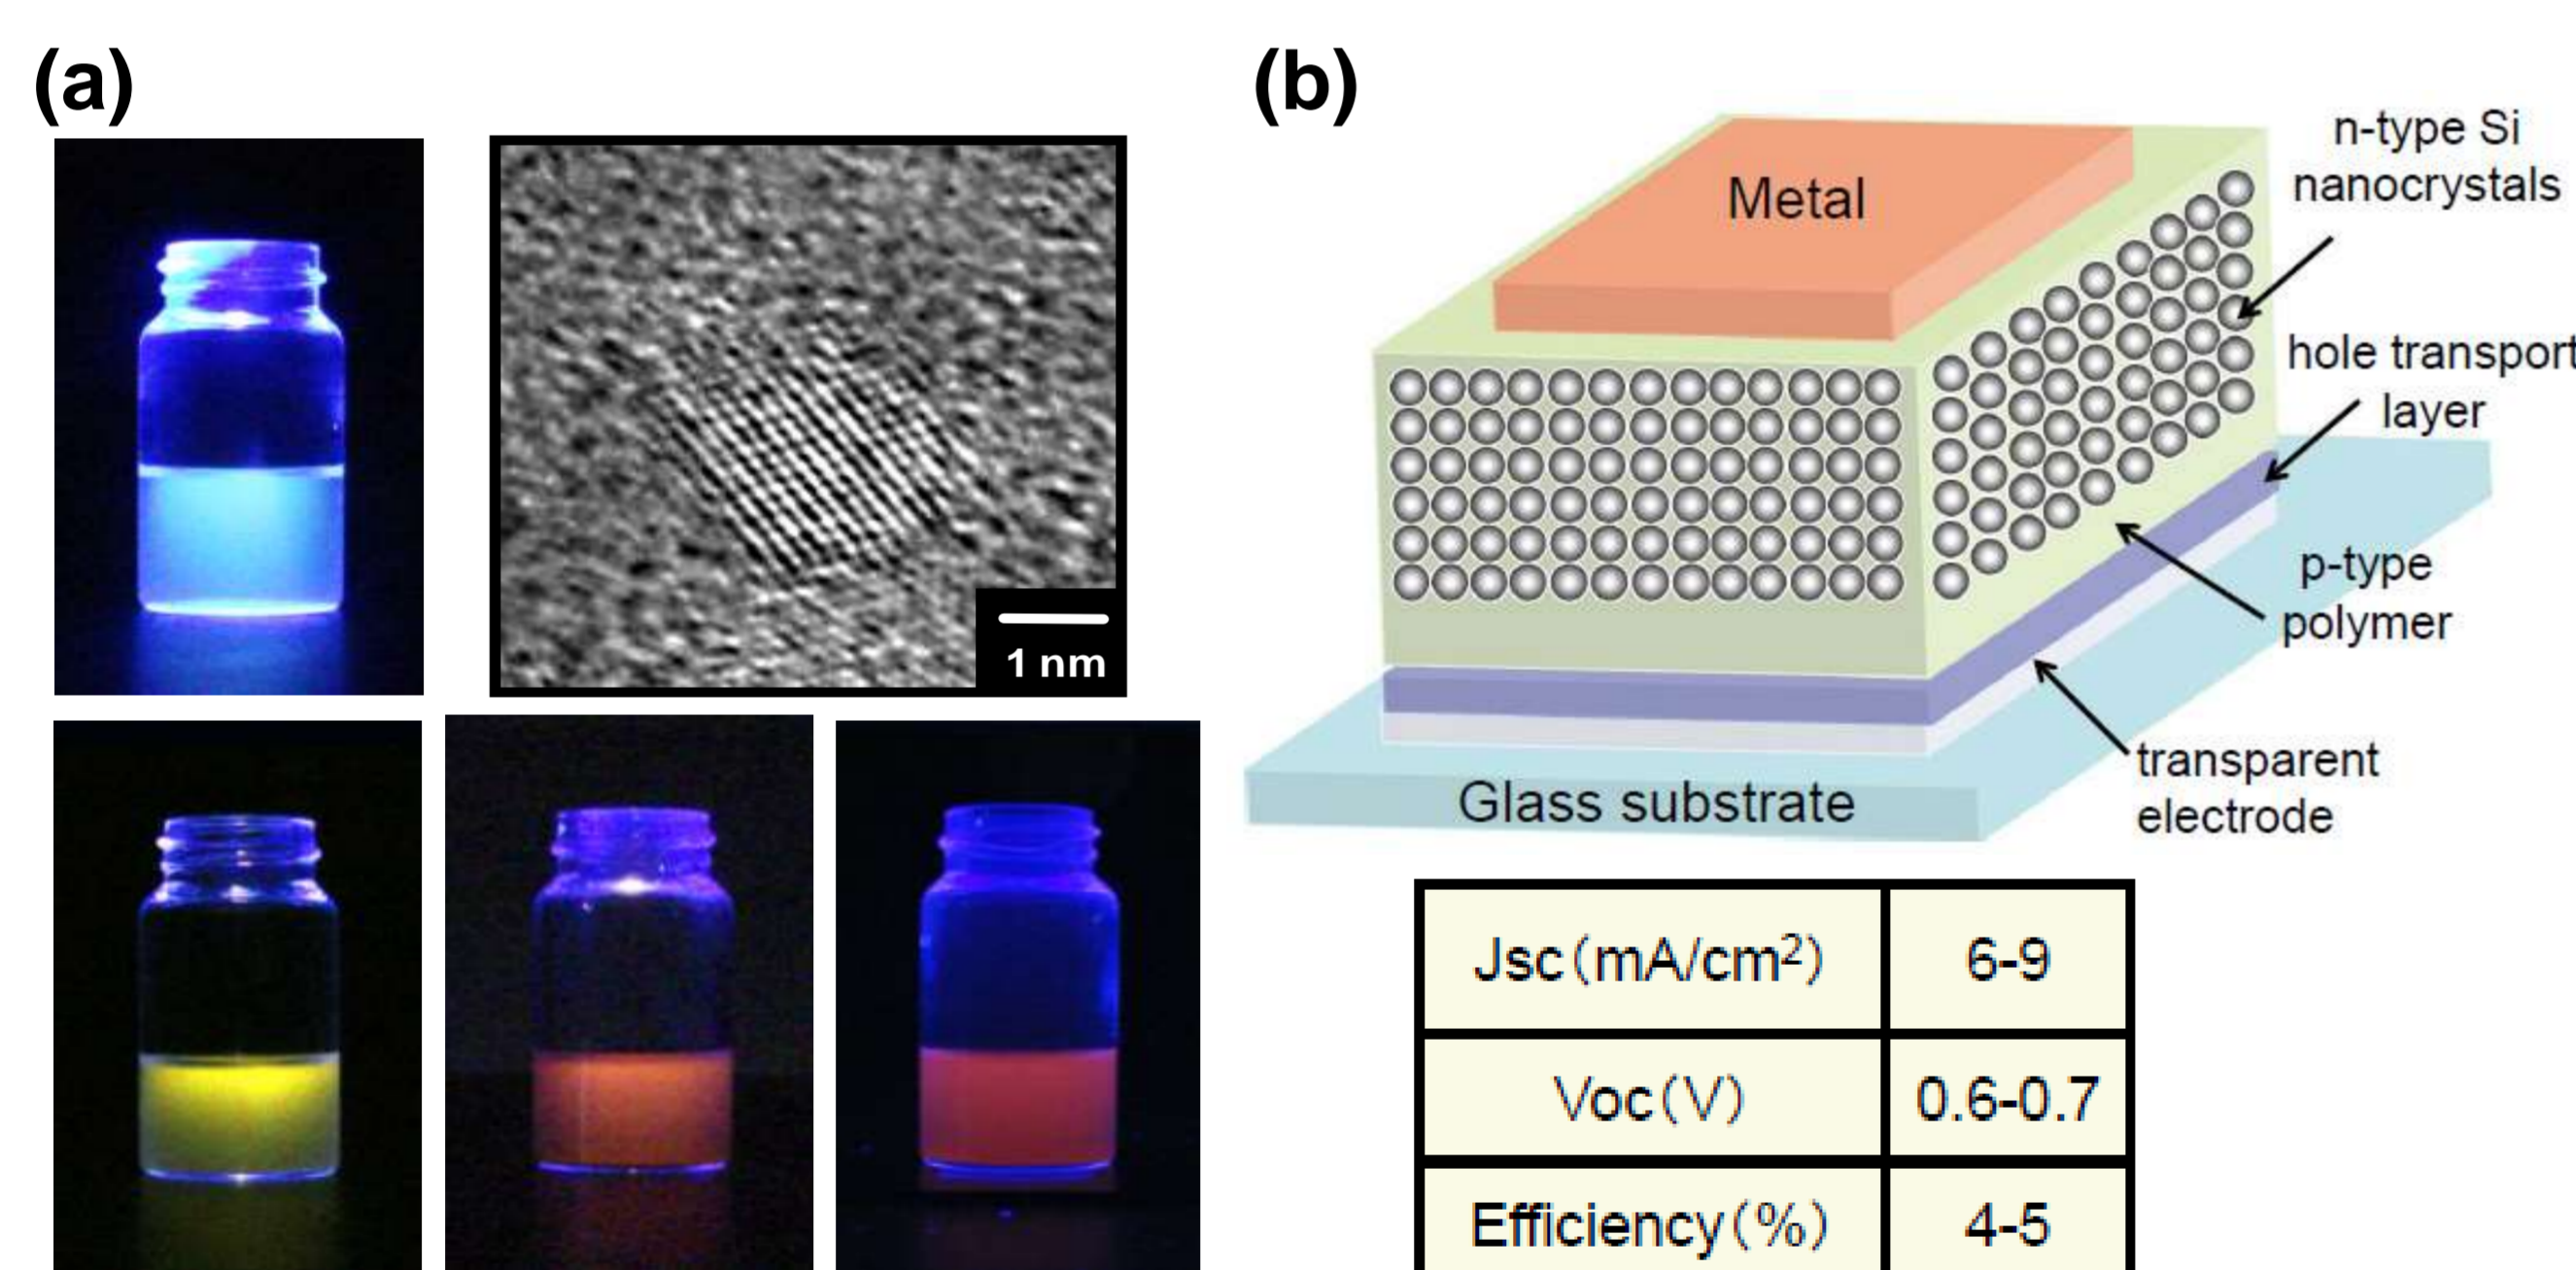 (a)
1 nm
(b)
Metal
n-type Si
nanocrystals
hole transport
layer
p-type
polymer
transparent
electrode
Glass substrate
Jsc(mA/cm²) 6-9
Voc(V) 0.6-0.7
Efficiency(%) 4-5